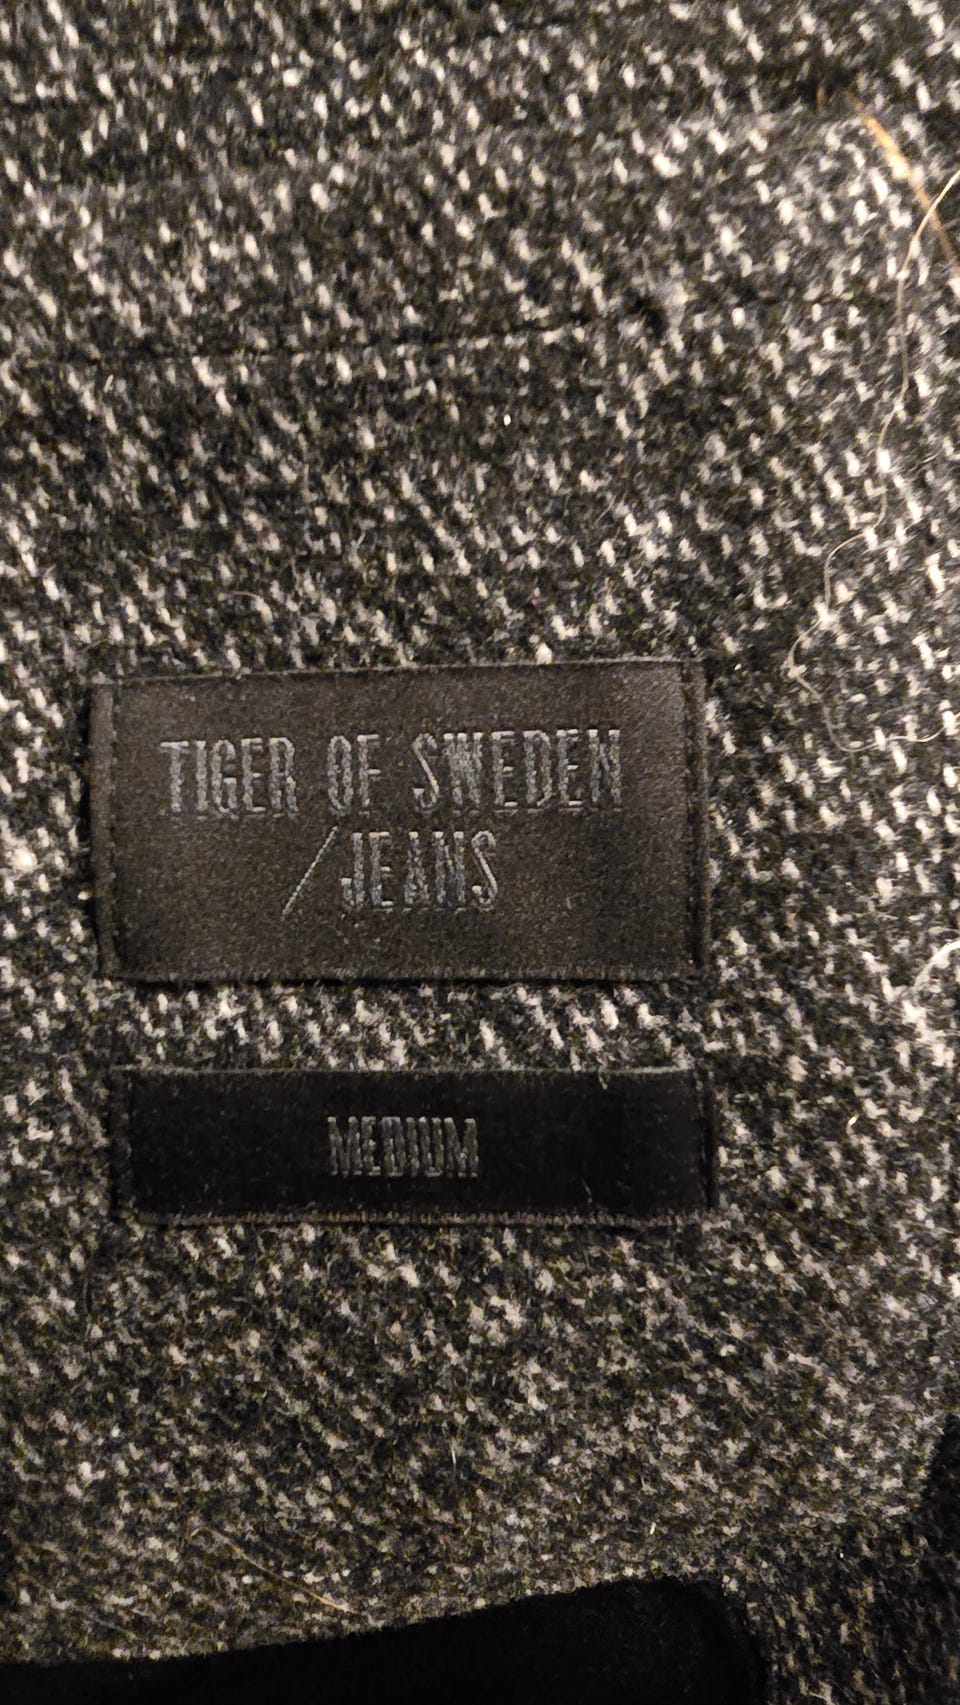 TIGER OF SWEDEN
/JEANS
MEDIUM